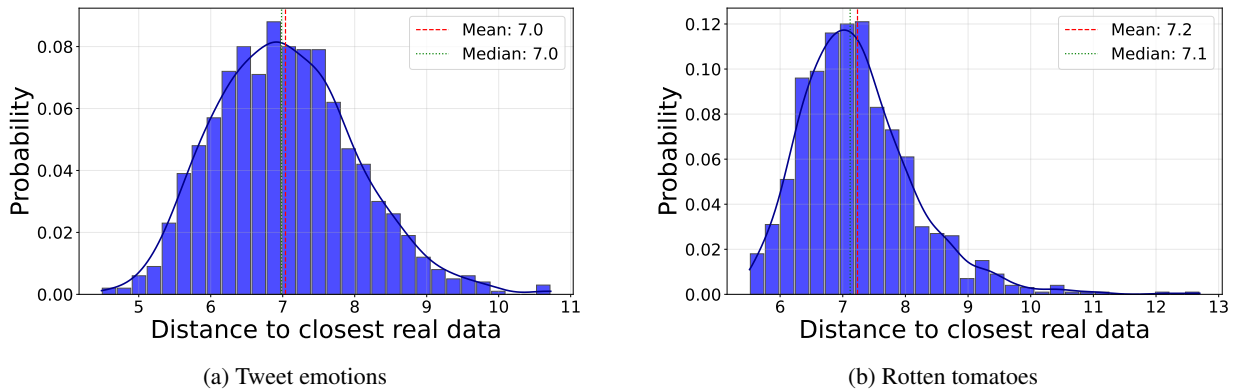 Mean: 7.0
Median: 7.0
0.08
0.06
0.04
0.02
0.00
Probability
5 6 7 8 9 10 11
Distance to closest real data
(a) Tweet emotions
Mean: 7.2
Median: 7.1
0.12
0.10
0.08
0.06
0.04
0.02
0.00
Probability
6 7 8 9 10 11 12 13
Distance to closest real data
(b) Rotten tomatoes